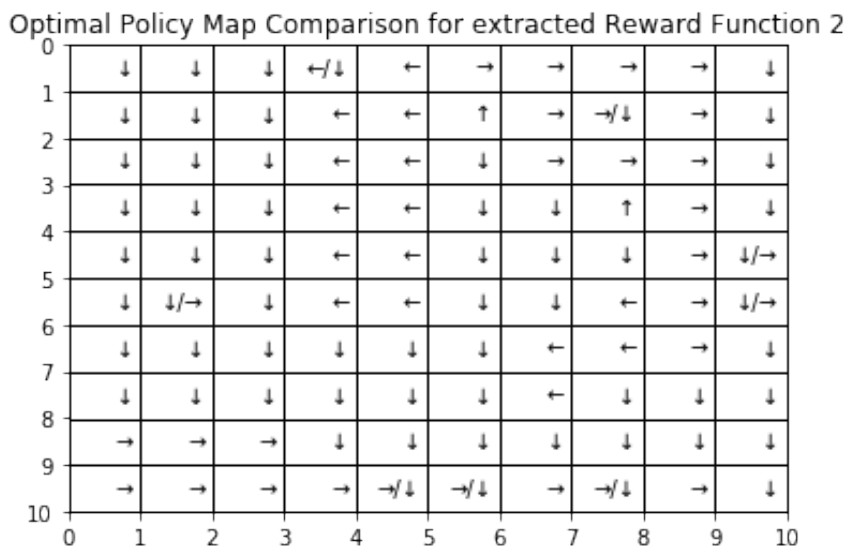 Optimal Policy Map Comparison for extracted Reward Function 2
0
↓ ↓ ↓ ←/↓ ← → → → → ↓
1
↓ ↓ ↓ ← ← ↑ → →/↓ → ↓
2
↓ ↓ ↓ ← ← ↓ → → → ↓
3
↓ ↓ ↓ ← ← ↓ ↓ ↑ → ↓
4
↓ ↓ ↓ ← ← ↓ ↓ ↓ → ↓/→
5
↓ ↓/→ ↓ ← ← ↓ ↓ ← → ↓/→
6
↓ ↓ ↓ ↓ ↓ ↓ ← ← → ↓
7
↓ ↓ ↓ ↓ ↓ ↓ ← ↓ ↓ ↓
8
→ → → ↓ ↓ ↓ ↓ ↓ ↓ ↓
9
→ → → → →/↓ →/↓ → →/↓ → ↓
10
0 1 2 3 4 5 6 7 8 9 10